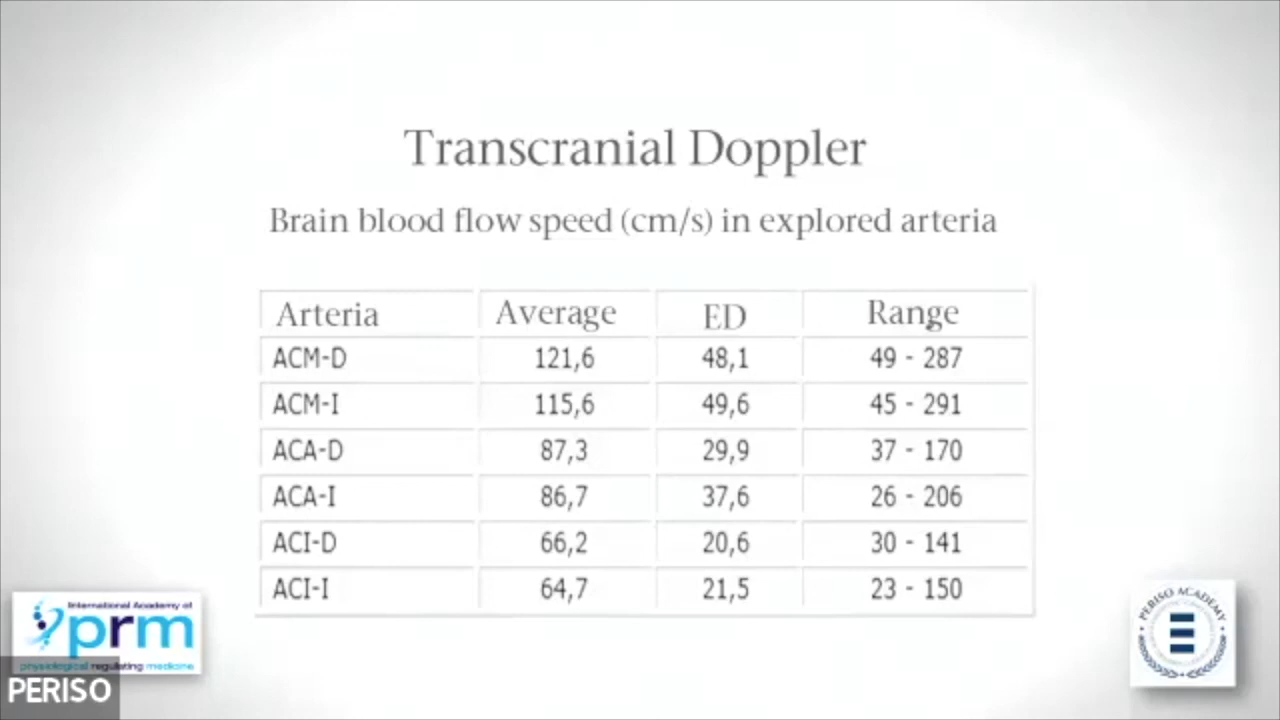 Transcranial Doppler
Brain blood flow speed (cm/s) in explored arteria
Arteria Average ED Range
ACM-D 121,6 48,1 49 - 287
ACM-I 115,6 49,6 45 - 291
ACA-D 87,3 29,9 37 - 170
ACA-I 86,7 37,6 26 - 206
ACI-D 66,2 20,6 30 - 141
ACI-I 64,7 21,5 23 - 150
International Academy of
prm
physiological regulating medicine
PERISO
PERISO ACADEMY